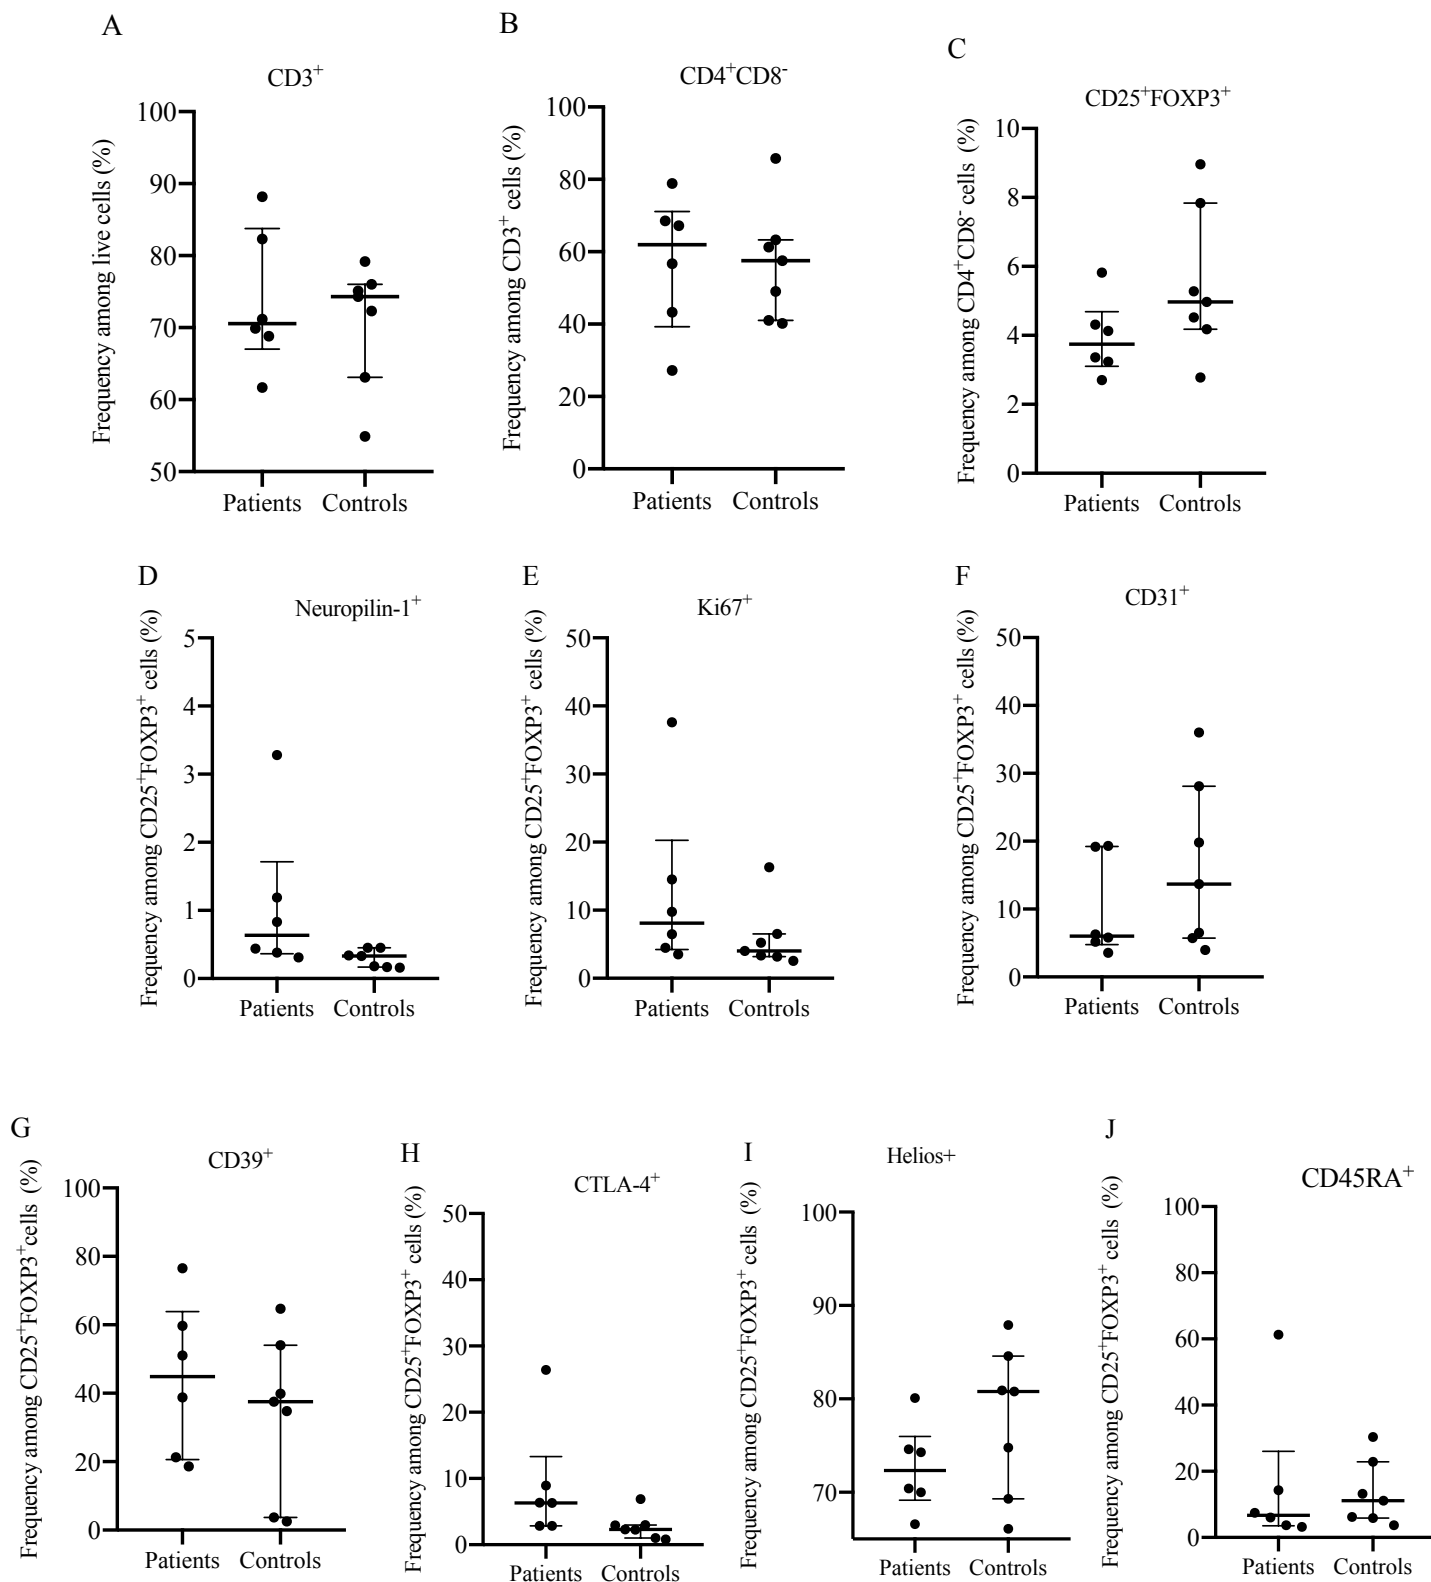 A
CD3+
Frequency among live cells (%)
100
90
80
70
60
50
Patients Controls
B
CD4+CD8-
Frequency among CD3+ cells (%)
100
80
60
40
20
0
Patients Controls
C
CD25+FOXP3+
Frequency among CD4+CD8- cells (%)
10
8
6
4
2
0
Patients Controls
D
Neuropilin-1+
Frequency among CD25+FOXP3+ cells (%)
5
4
3
2
1
0
Patients Controls
E
Ki67+
Frequency among CD25+FOXP3+ cells (%)
50
40
30
20
10
0
Patients Controls
F
CD31+
Frequency among CD25+FOXP3+ cells (%)
50
40
30
20
10
0
Patients Controls
G
CD39+
Frequency among CD25+FOXP3+cells (%)
100
80
60
40
20
0
Patients Controls
H
CTLA-4+
Frequency among CD25+FOXP3+ cells (%)
50
40
30
20
10
0
Patients Controls
I
Helios+
Frequency among CD25+FOXP3+ cells (%)
100
90
80
70
Patients Controls
J
CD45RA+
Frequency among CD25+FOXP3+ cells (%)
100
80
60
40
20
0
Patients Controls